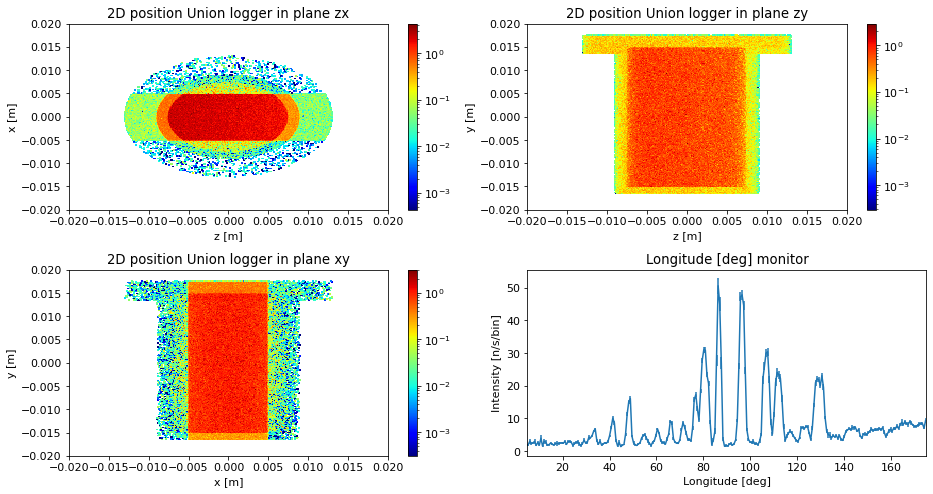 2D position Union logger in plane zx
0.020
0.015
0.010
0.005
0.000
−0.005
−0.010
−0.015
−0.020
x [m]
−0.020−0.015−0.010−0.005 0.000 0.005 0.010 0.015 0.020
z [m]
10⁰
10⁻¹
10⁻²
10⁻³
2D position Union logger in plane zy
0.020
0.015
0.010
0.005
0.000
−0.005
−0.010
−0.015
−0.020
y [m]
−0.020−0.015−0.010−0.005 0.000 0.005 0.010 0.015 0.020
z [m]
10⁰
10⁻¹
10⁻²
10⁻³
2D position Union logger in plane xy
0.020
0.015
0.010
0.005
0.000
−0.005
−0.010
−0.015
−0.020
y [m]
−0.020−0.015−0.010−0.005 0.000 0.005 0.010 0.015 0.020
x [m]
10⁰
10⁻¹
10⁻²
10⁻³
Longitude [deg] monitor
50
40
30
20
10
0
Intensity [n/s/bin]
20 40 60 80 100 120 140 160
Longitude [deg]